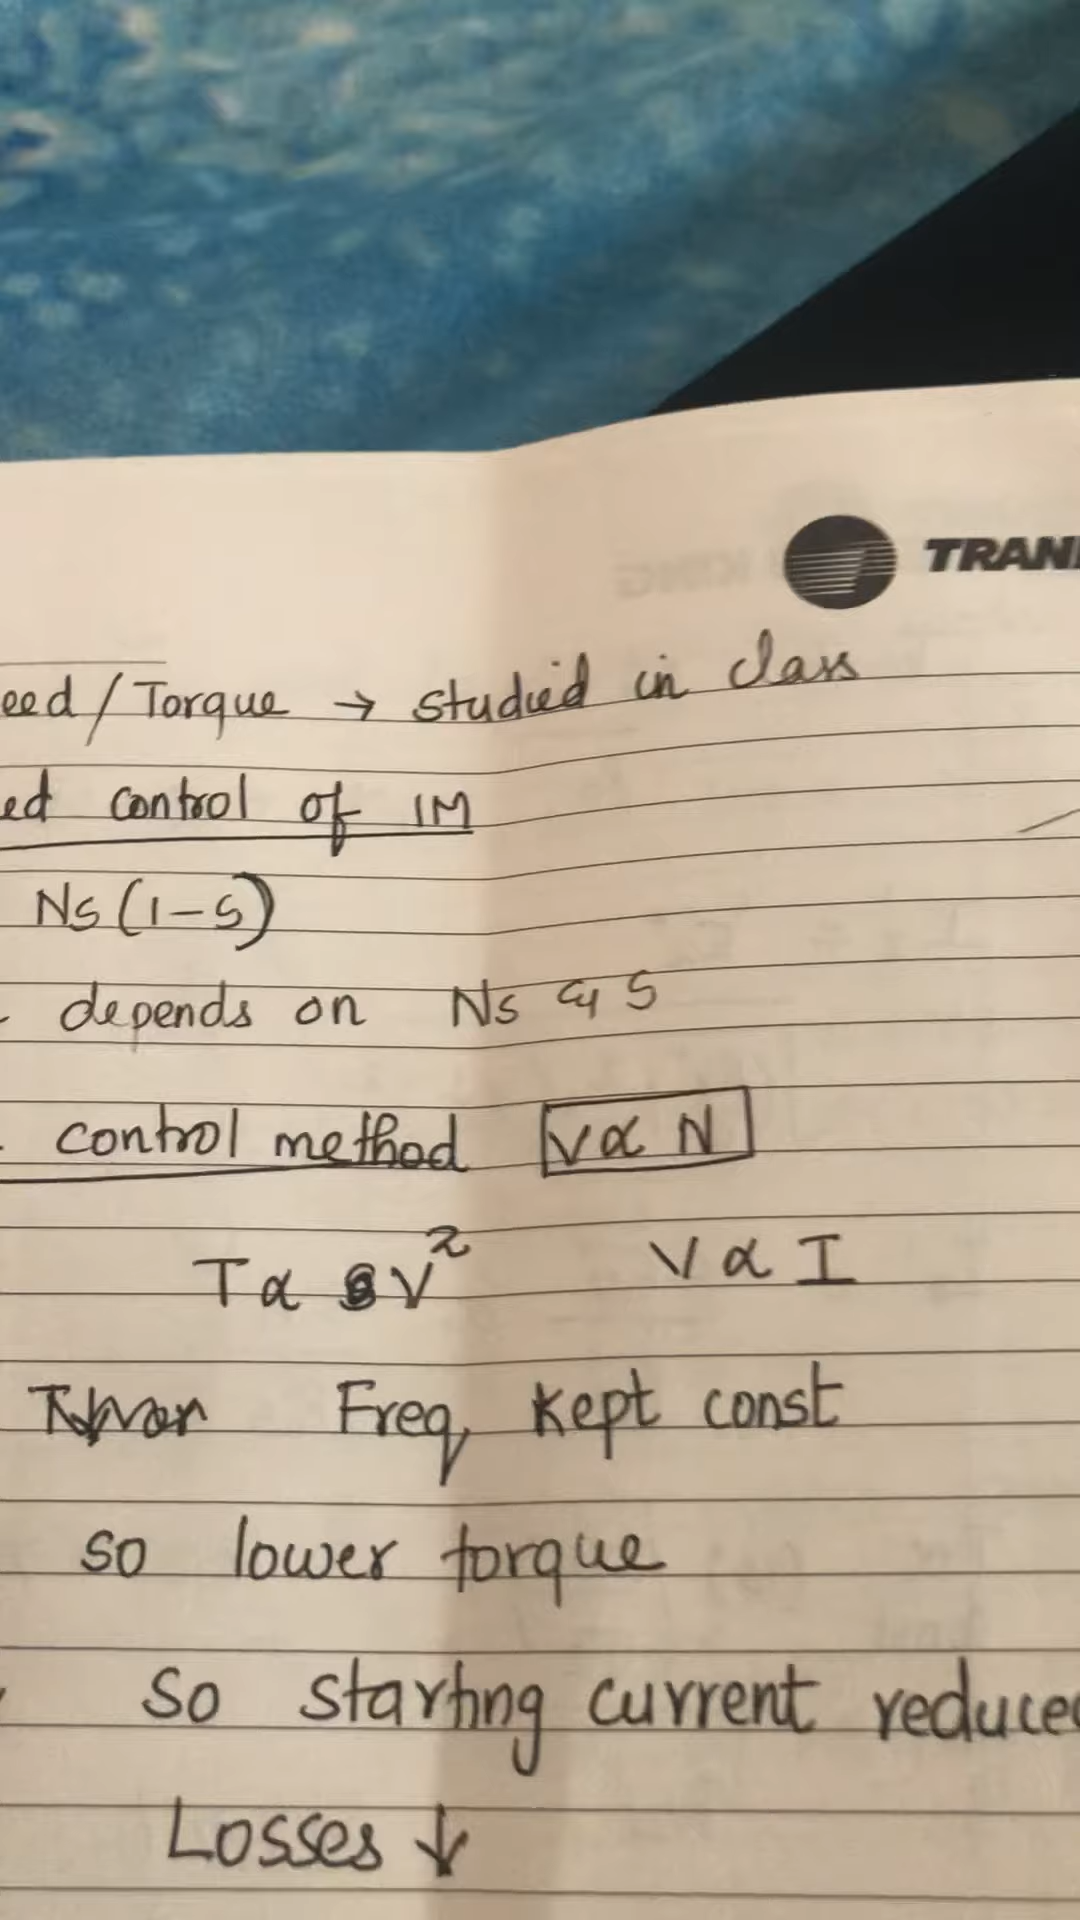 TRAN
eed/Torque → studied in class
ed control of IM
Ns(1-s)
depends on Ns & S
control method V∝ N
T∝ V²   V∝ I
Freq kept const
so lower torque
so starting current reduce
Losses ↓